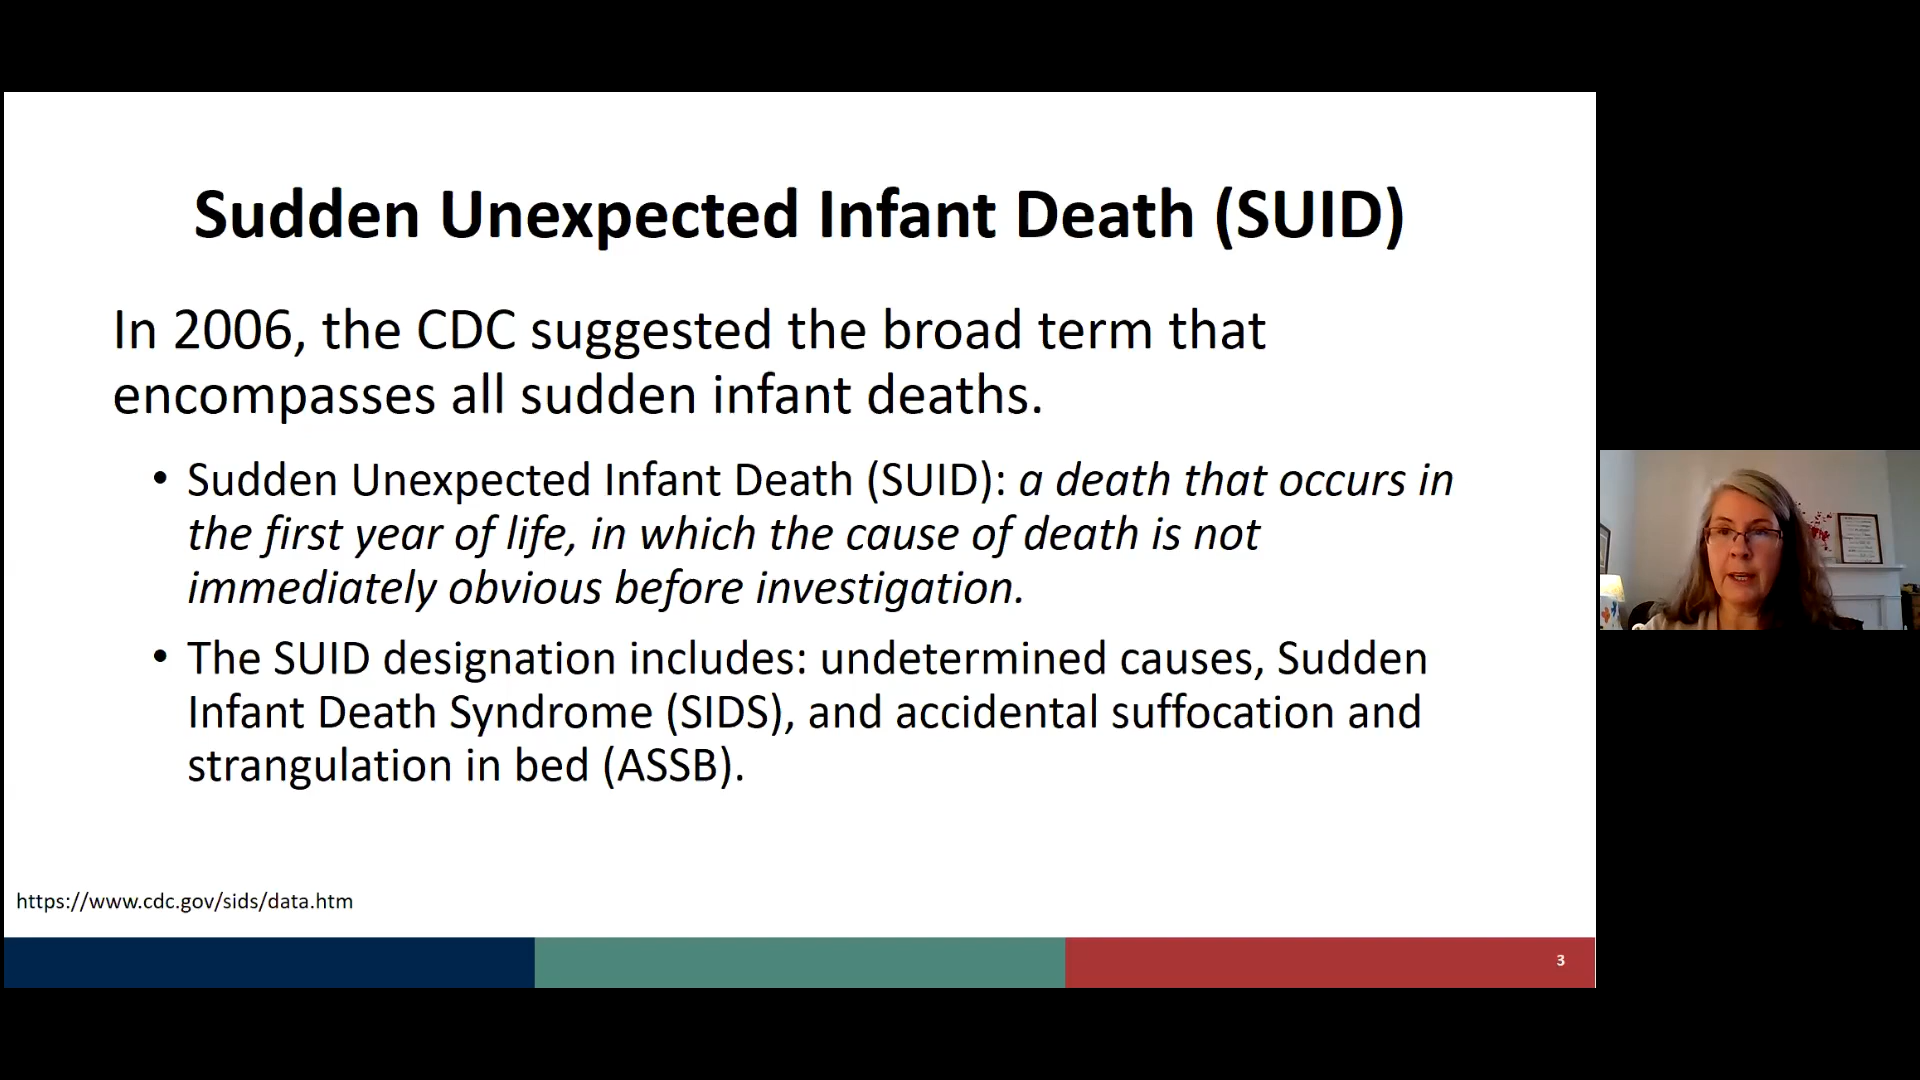 Sudden Unexpected Infant Death (SUID)
In 2006, the CDC suggested the broad term that
encompasses all sudden infant deaths.
• Sudden Unexpected Infant Death (SUID): a death that occurs in
the first year of life, in which the cause of death is not
immediately obvious before investigation.
• The SUID designation includes: undetermined causes, Sudden
Infant Death Syndrome (SIDS), and accidental suffocation and
strangulation in bed (ASSB).
https://www.cdc.gov/sids/data.htm
3